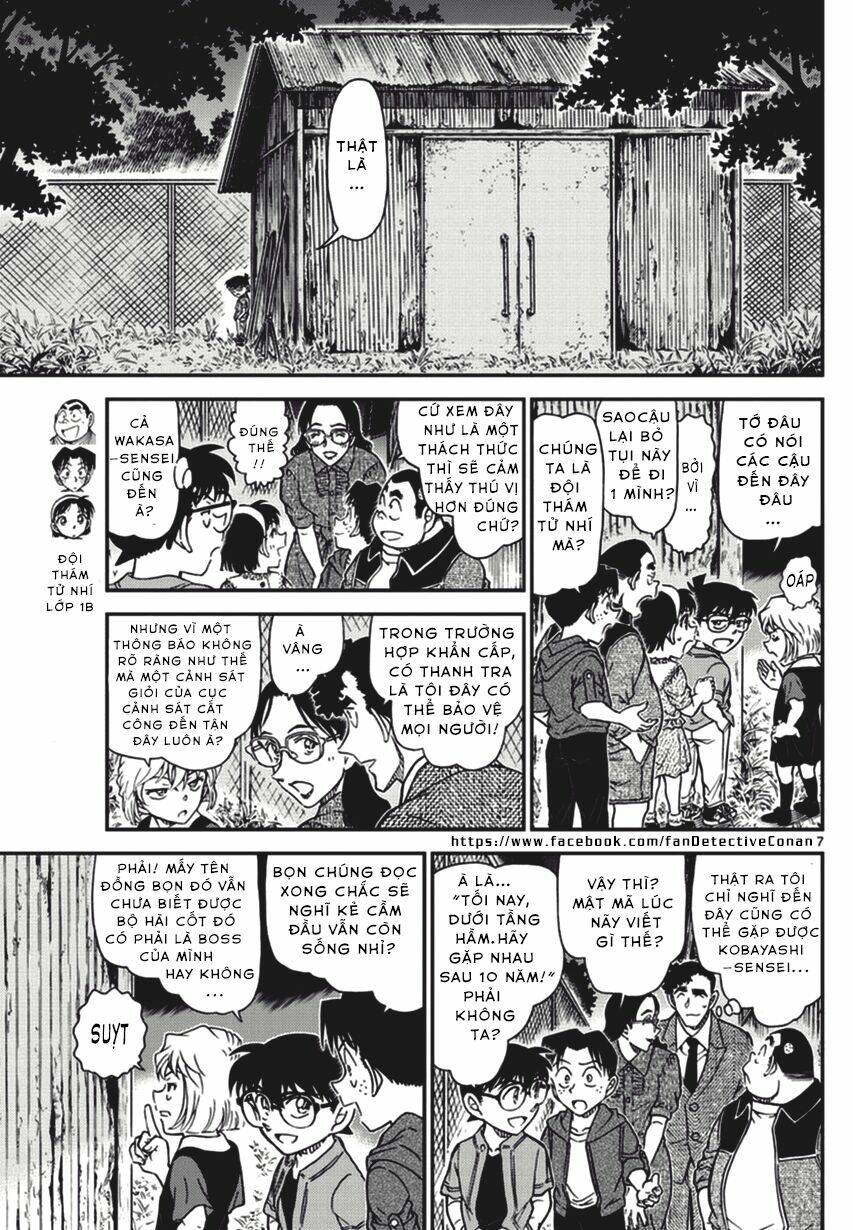 THẬT
LÀ
...
TỚ ĐÂU
CÓ NÓI
CÁC CẬU
ĐẾN ĐÂY
ĐÂU
...
BỞI
VÌ
...
SAOCẬU
LẠI BỎ
TỤI NÀY
ĐỂ ĐI
1 MÌNH?
CHÚNG
TA LÀ
ĐỘI
THÁM
TỬ NHÍ
MÀ?
OÁP
CỨ XEM ĐÂY
NHƯ LÀ MỘT
THÁCH THỨC
THÌ SẼ CẢM
THẤY THÚ VỊ
HƠN ĐÚNG
CHỨ?
ĐÚNG
THẾ
!!
CẢ
WAKASA
-SENSEI
CŨNG
ĐẾN
À?
ĐỘI
THÁM
TỬ NHÍ
LỚP 1B
TRONG TRƯỜNG
HỢP KHẨN CẤP,
CÓ THANH TRA
LÀ TÔI ĐÂY CÓ
THỂ BẢO VỆ
MỌI NGƯỜI!
À
VÂNG
...
NHƯNG VÌ MỘT
THÔNG BÁO KHÔNG
RÕ RÀNG NHƯ THẾ
MÀ MỘT CẢNH SÁT
GIỎI CỦA CỤC
CẢNH SÁT CẤT
CÔNG ĐẾN TẬN
ĐÂY LUÔN À?
https://www.facebook.com/fanDetectiveConan 7
THẬT RA TÔI
CHỈ NGHĨ ĐẾN
ĐÂY CŨNG CÓ
THỂ GẶP ĐƯỢC
KOBAYASHI
-SENSEI...
VẬY THÌ?
MẬT MÃ LÚC
NÃY VIẾT
GÌ THẾ?
À LÀ...
"TỐI NAY,
DƯỚI TẦNG
HẦM.HÃY
GẶP NHAU
SAU 10 NĂM!"
PHẢI
KHÔNG
TA?
BỌN CHÚNG ĐỌC
XONG CHẮC SẼ
NGHĨ KẺ CẦM
ĐẦU VẪN CÒN
SỐNG NHỈ?
PHẢI! MẤY TÊN
ĐỒNG BỌN ĐÓ VẪN
CHƯA BIẾT ĐƯỢC
BỘ HÀI CỐT ĐÓ
CÓ PHẢI LÀ BOSS
CỦA MÌNH
HAY KHÔNG
...
SUỴT